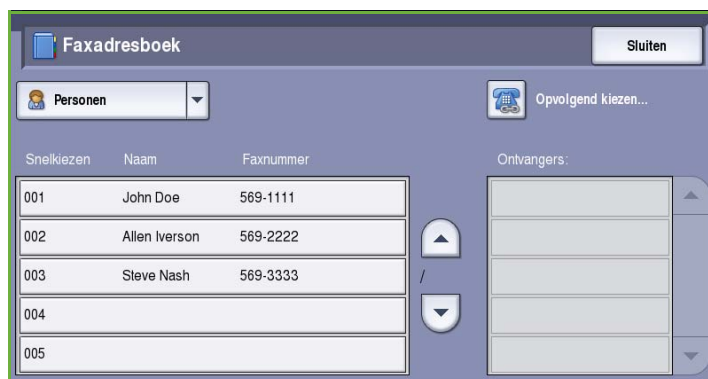 Faxadresboek
Sluiten
Personen
Opvolgend kiezen...
Snelkiezen Naam Faxnummer
Ontvangers:
001 John Doe 569-1111
002 Allen Iverson 569-2222
003 Steve Nash 569-3333
/
004
005